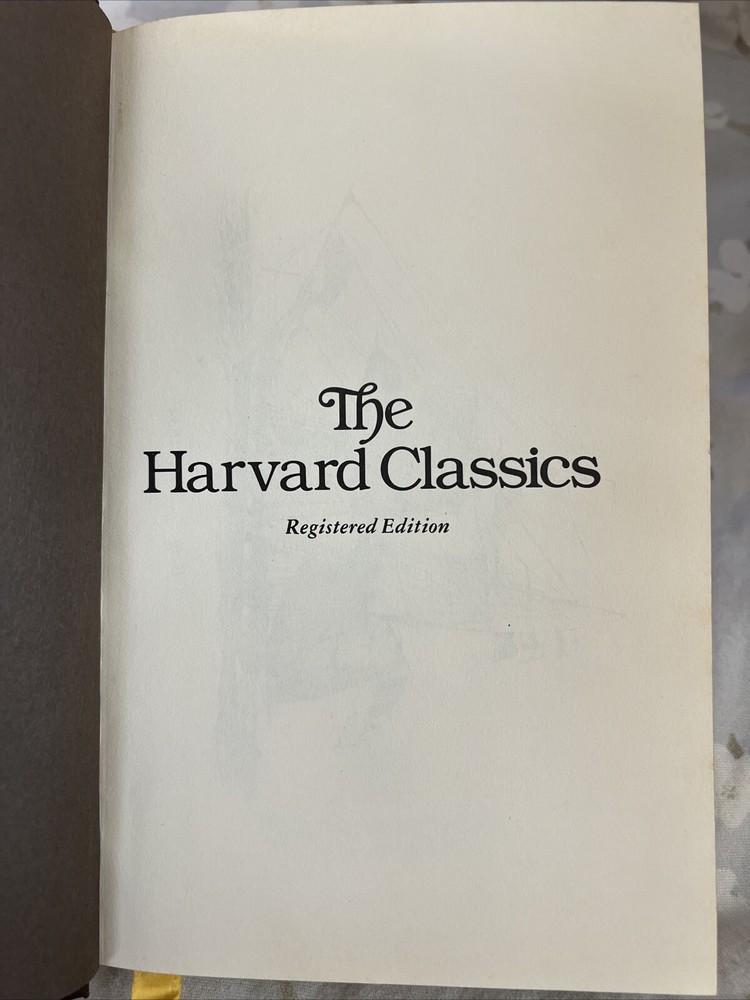 The
Harvard Classics
Registered Edition